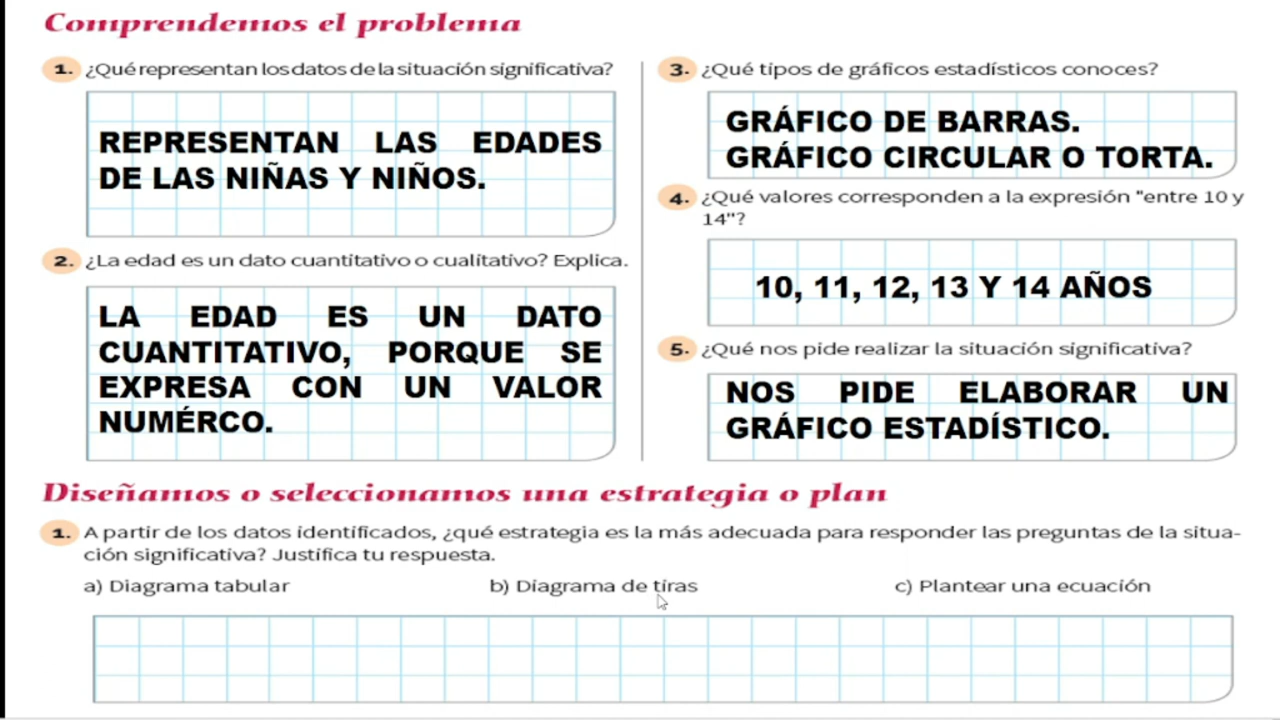 Comprendemos el problema
1. ¿Qué representan los datos de la situación significativa?
REPRESENTAN LAS EDADES
DE LAS NIÑAS Y NIÑOS.
2. ¿La edad es un dato cuantitativo o cualitativo? Explica.
LA EDAD ES UN DATO
CUANTITATIVO, PORQUE SE
EXPRESA CON UN VALOR
NUMÉRCO.
3. ¿Qué tipos de gráficos estadísticos conoces?
GRÁFICO DE BARRAS.
GRÁFICO CIRCULAR O TORTA.
4. ¿Qué valores corresponden a la expresión "entre 10 y
14"?
10, 11, 12, 13 Y 14 AÑOS
5. ¿Qué nos pide realizar la situación significativa?
NOS PIDE ELABORAR UN
GRÁFICO ESTADÍSTICO.
Diseñamos o seleccionamos una estrategia o plan
1. A partir de los datos identificados, ¿qué estrategia es la más adecuada para responder las preguntas de la situa-
ción significativa? Justifica tu respuesta.
a) Diagrama tabular b) Diagrama de tiras c) Plantear una ecuación